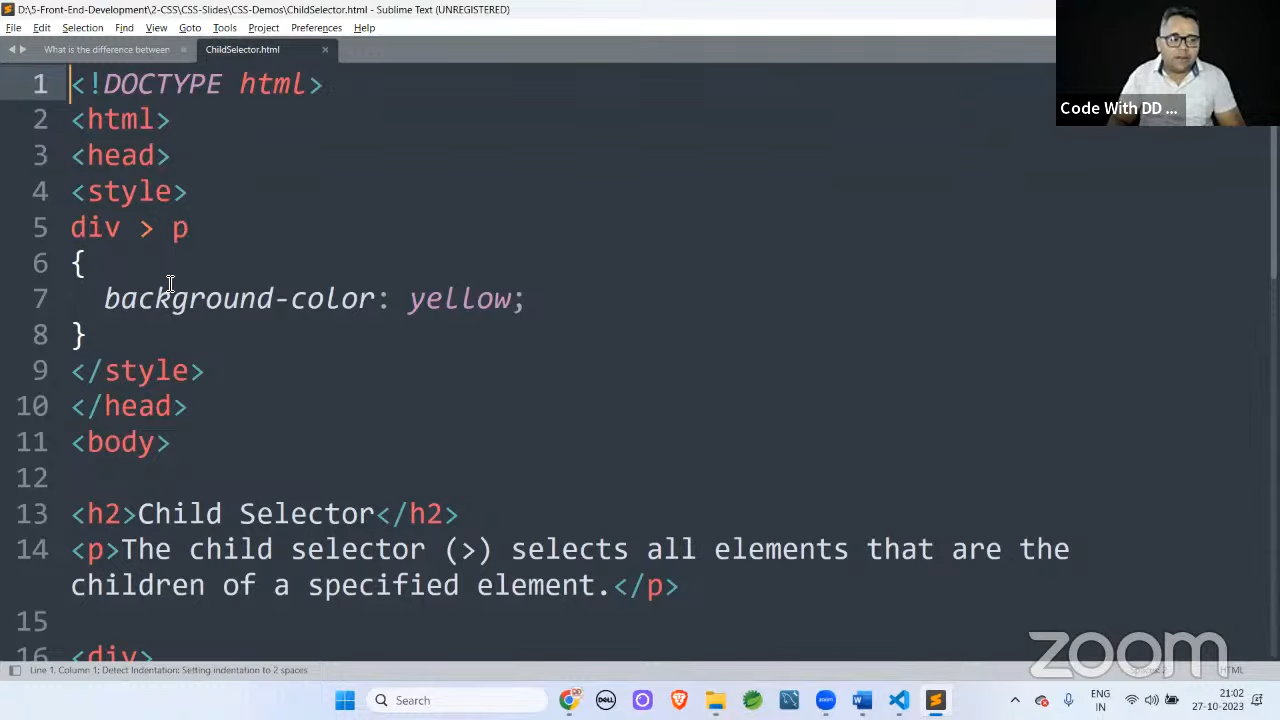 D:\5-Front-End-Development\2-CSS\CSS-Slides\CSS-Demos\ChildSelector.html - Sublime Text (UNREGISTERED)
File Edit Selection Find View Goto Tools Project Preferences Help
What is the difference between
ChildSelector.html
1 <!DOCTYPE html>
2 <html>
3 <head>
4 <style>
5 div > p
6 {
7 background-color: yellow;
8 }
9 </style>
10 </head>
11 <body>
12
13 <h2>Child Selector</h2>
14 <p>The child selector (>) selects all elements that are the
children of a specified element.</p>
15
16 <div>
Code With DD ...
zoom
Line 1, Column 1; Detect Indentation: Setting indentation to 2 spaces
Spaces: 2
HTML
Search
ENG
IN
21:02
27-10-2023